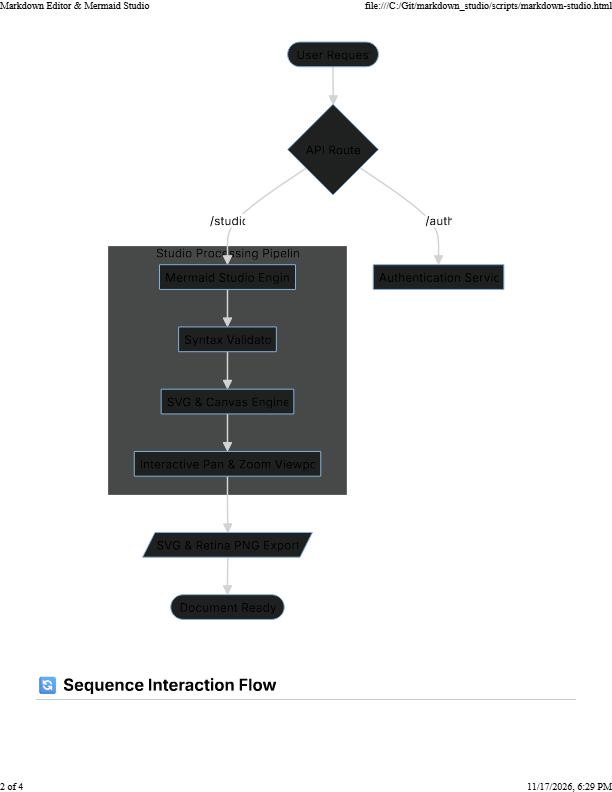 Markdown Editor & Mermaid Studio
file:///C:/Git/markdown_studio/scripts/markdown-studio.html
User Reques
API Route
/studic
/auth
Studio Processing Pipelin
Mermaid Studio Engin
Authentication Servic
Syntax Validato
SVG & Canvas Engine
Interactive Pan & Zoom Viewpo
SVG & Retina PNG Export
Document Ready
Sequence Interaction Flow
2 of 4
11/17/2026, 6:29 PM